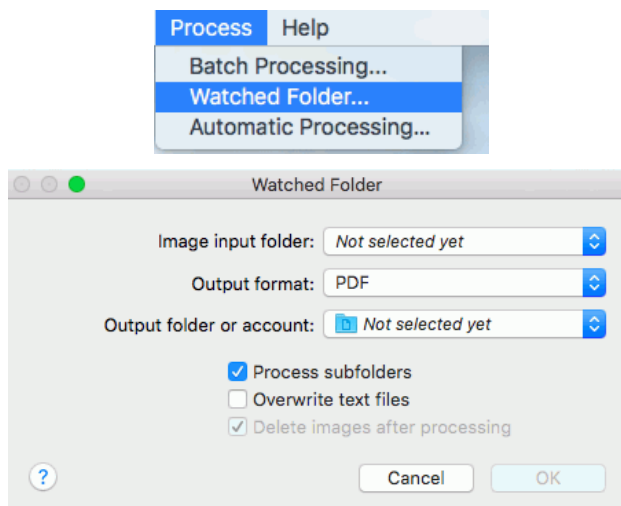 Process Help
Batch Processing...
Watched Folder...
Automatic Processing...
Watched Folder
Image input folder: Not selected yet
Output format: PDF
Output folder or account: Not selected yet
Process subfolders
Overwrite text files
Delete images after processing
? Cancel OK